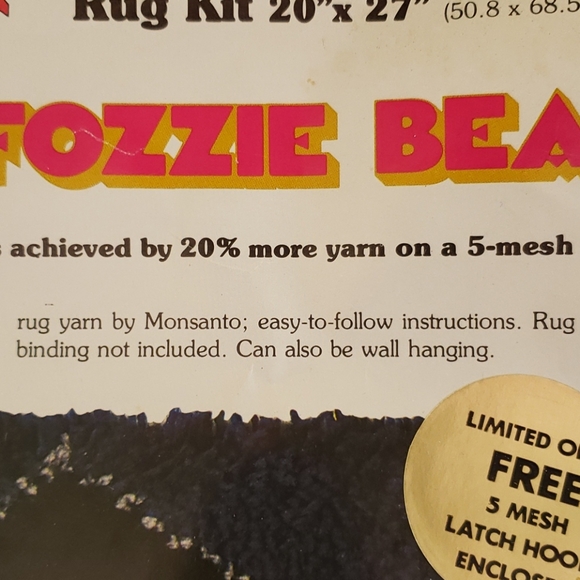 Rug Kit 20"x 27" (50.8 x 68.5
FOZZIE BEA
achieved by 20% more yarn on a 5-mesh
rug yarn by Monsanto; easy-to-follow instructions. Rug
binding not included. Can also be wall hanging.
LIMITED
FREE
5 MESH
LATCH HOO
ENCLOS